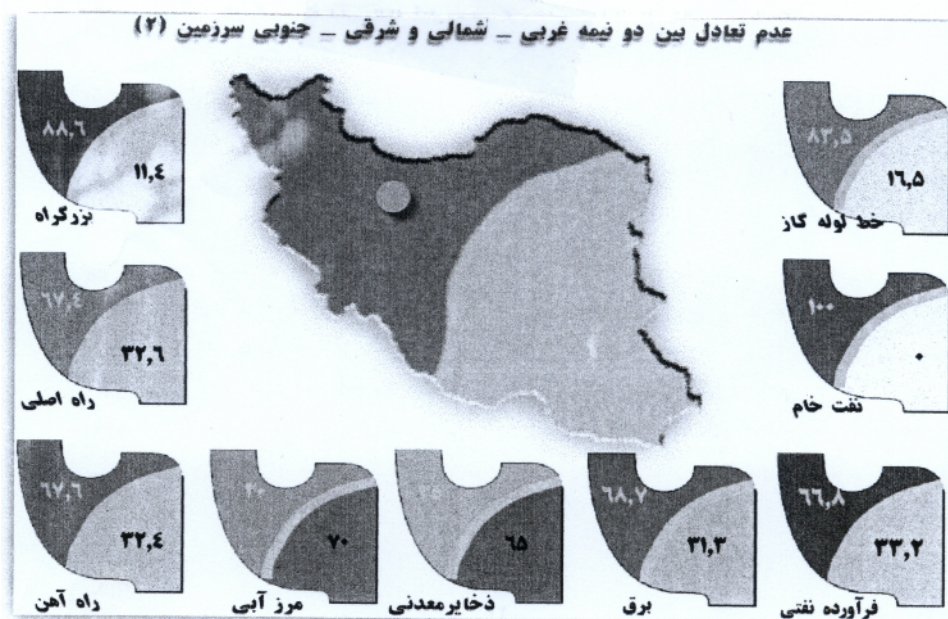 عدم تعادل بین دو نیمه غربی _ شمالی و شرقی _ جنوبی سرزمین (۲)
۸۳,۵
۱۶,۵
خط لوله گاز
۸۸,۶
۱۱,۴
بزرگراه
۱۰۰
۰
نفت خام
۶۷,۴
۳۲,۶
راه اصلی
۶۶,۸
۳۳,۲
فرآورده نفتی
۶۸,۷
۳۱,۳
برق
۳۵
۶۵
ذخایرمعدنی
۳۰
۷۰
مرز آبی
۶۷,۶
۳۲,۴
راه آهن